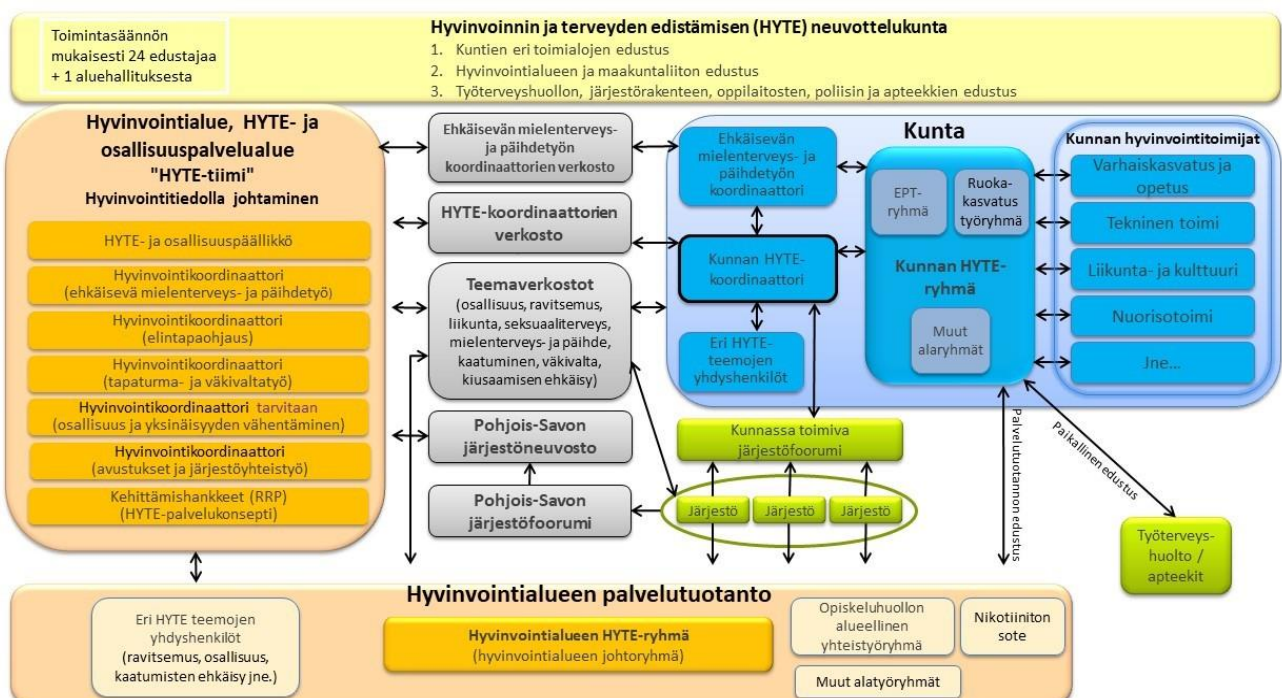 Toimintasäännön
mukaisesti 24 edustajaa
+ 1 aluehallituksesta
Hyvinvoinnin ja terveyden edistämisen (HYTE) neuvottelukunta
1. Kuntien eri toimialojen edustus
2. Hyvinvointialueen ja maakuntaliiton edustus
3. Työterveyshuollon, järjestörakenteen, oppilaitosten, poliisin ja apteekkien edustus
Hyvinvointialue, HYTE- ja
osallisuuspalvelualue
"HYTE-tiimi"
Hyvinvointitiedolla johtaminen
HYTE- ja osallisuuspäällikkö
Hyvinvointikoordinaattori
(ehkäisevä mielenterveys- ja päihdetyö)
Hyvinvointikoordinaattori
(elintapaohjaus)
Hyvinvointikoordinaattori
(tapaturma- ja väkivaltatyö)
Hyvinvointikoordinaattori tarvitaan
(osallisuus ja yksinäisyyden vähentäminen)
Hyvinvointikoordinaattori
(avustukset ja järjestöyhteistyö)
Kehittämishankkeet (RRP)
(HYTE-palvelukonsepti)
Ehkäisevän mielenterveys-
ja päihdetyön
koordinaattorien verkosto
HYTE-koordinaattorien
verkosto
Teemaverkostot
(osallisuus, ravitsemus,
liikunta, seksuaaliterveys,
mielenterveys- ja päihde,
kaatuminen, väkivalta,
kiusaamisen ehkäisy)
Pohjois-Savon
järjestöneuvosto
Pohjois-Savon
järjestöfoorumi
Kunta
Ehkäisevän
mielenterveys- ja
päihdetyön
koordinaattori
Kunnan HYTE-
koordinaattori
Eri HYTE-
teemojen
yhdyshenkilöt
EPT-
ryhmä
Ruoka-
kasvatus
työryhmä
Kunnan HYTE-
ryhmä
Muut
alaryhmät
Kunnan hyvinvointitoimijat
Varhaiskasvatus ja
opetus
Tekninen toimi
Liikunta- ja kulttuuri
Nuorisotoimi
Jne…
Kunnassa toimiva
järjestöfoorumi
Järjestö
Järjestö
Järjestö
Palvelutuotannon edustus
Paikallinen edustus
Työterveys-
huolto /
apteekit
Hyvinvointialueen palvelutuotanto
Eri HYTE teemojen
yhdyshenkilöt
(ravitsemus, osallisuus,
kaatumisten ehkäisy jne.)
Hyvinvointialueen HYTE-ryhmä
(hyvinvointialueen johtoryhmä)
Opiskeluhuollon
alueellinen
yhteistyöryhmä
Nikotiiniton
sote
Muut alatyöryhmät